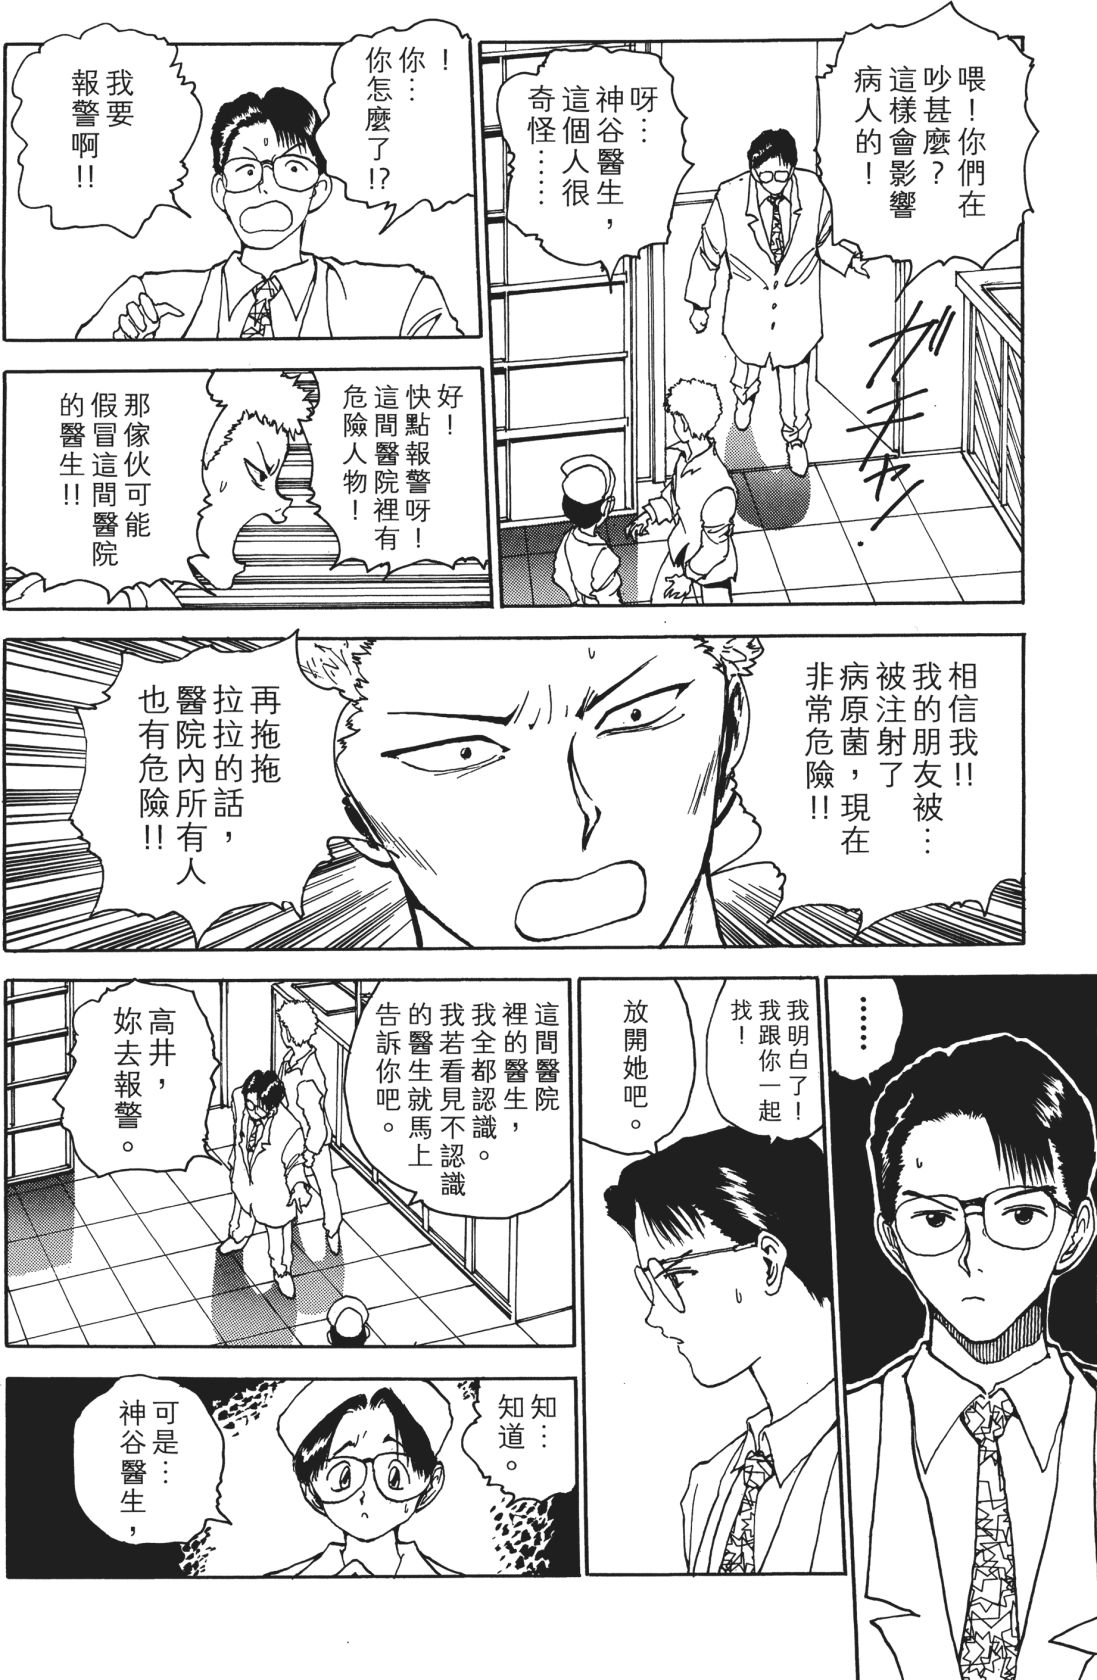 喂！你們在
吵甚麼？
這樣會影響
病人的！
呀…
神谷醫生，
這個人很
奇怪……
ガチャン
！
你…
你怎麼了!?
我要
報警啊!!
好！
快點報警呀！
這間醫院裡有
危險人物！
那傢伙可能
假冒這間醫院
的醫生!!
相信我!!
我的朋友被…
被注射了
病原菌，現在
非常危險!!
再拖拖
拉拉的話，
醫院內所有人
也有危險!!
……
我明白了！
我跟你一起
找！
放開她吧。
這間醫院
裡的醫生，
我全都認識。
我若看見不認識
的醫生就馬上
告訴你吧。
高井，
妳去報警。
知…
知道。
可是…
神谷醫生，